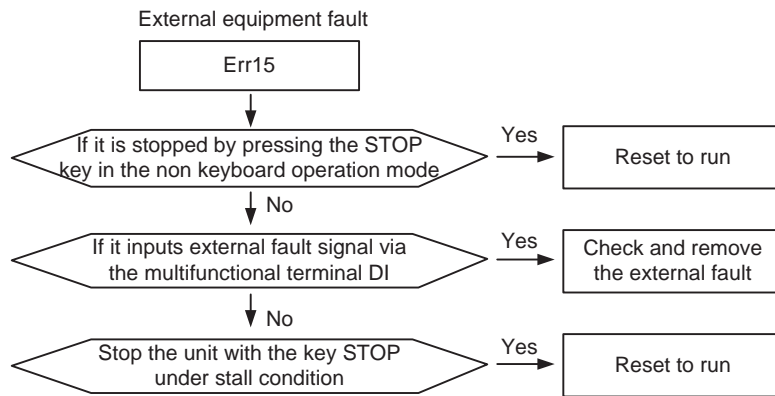 External equipment fault
Err15
If it is stopped by pressing the STOP
key in the non keyboard operation mode
Yes
Reset to run
No
If it inputs external fault signal via
the multifunctional terminal DI
Yes
Check and remove
the external fault
No
Stop the unit with the key STOP
under stall condition
Yes
Reset to run